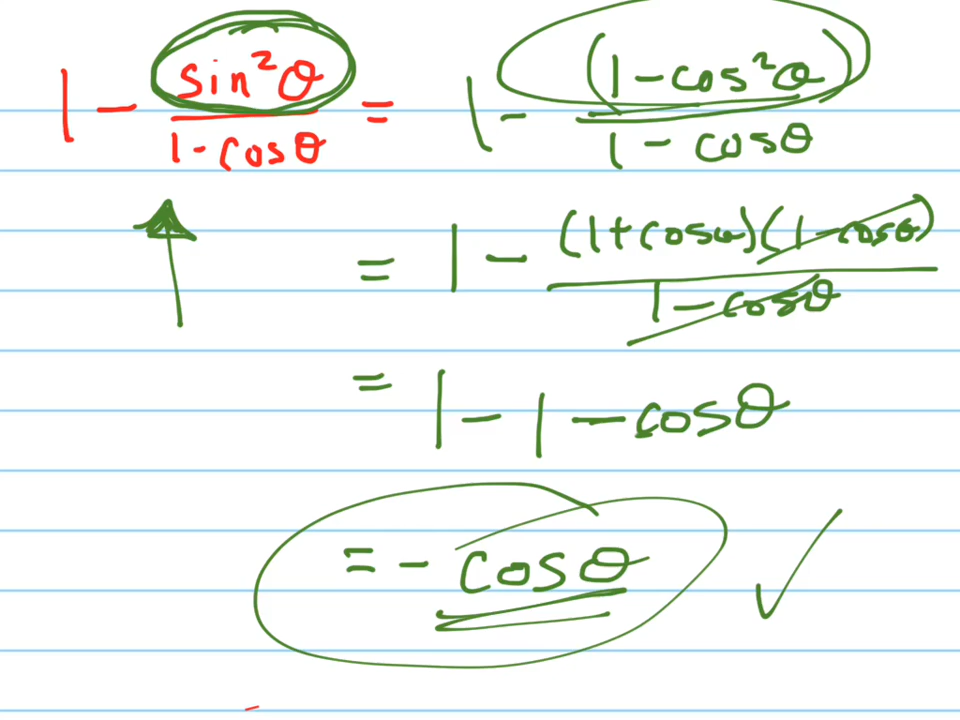 1 - sin²θ / 1 - cosθ = 1 - (1 - cos²θ) / 1 - cosθ
= 1 - (1 + cosθ)(1 - cosθ) / 1 - cosθ
= 1 - 1 - cosθ
= - cosθ ✓